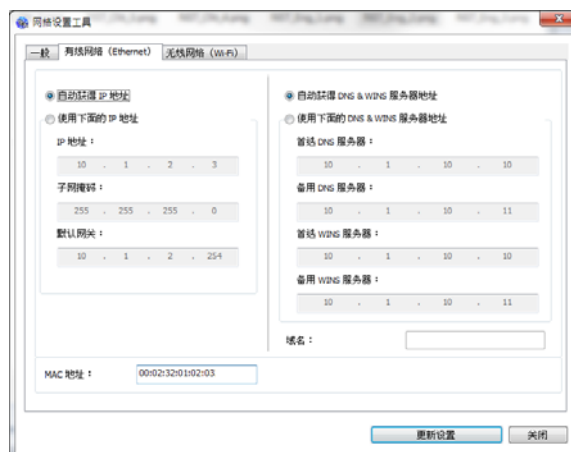 网络设置工具
一般
有线网络（Ethernet）
无线网络（Wi-Fi）
自动获得 IP 地址
使用下面的 IP 地址
IP 地址：
10 . 1 . 2 . 3
子网掩码：
255 . 255 . 255 . 0
默认网关：
10 . 1 . 2 . 254
自动获得 DNS & WINS 服务器地址
使用下面的 DNS & WINS 服务器地址
首选 DNS 服务器：
10 . 1 . 10 . 10
备用 DNS 服务器：
10 . 1 . 10 . 11
首选 WINS 服务器：
10 . 1 . 10 . 10
备用 WINS 服务器：
10 . 1 . 10 . 11
域名：
MAC 地址：
00:02:32:01:02:03
更新设置
关闭